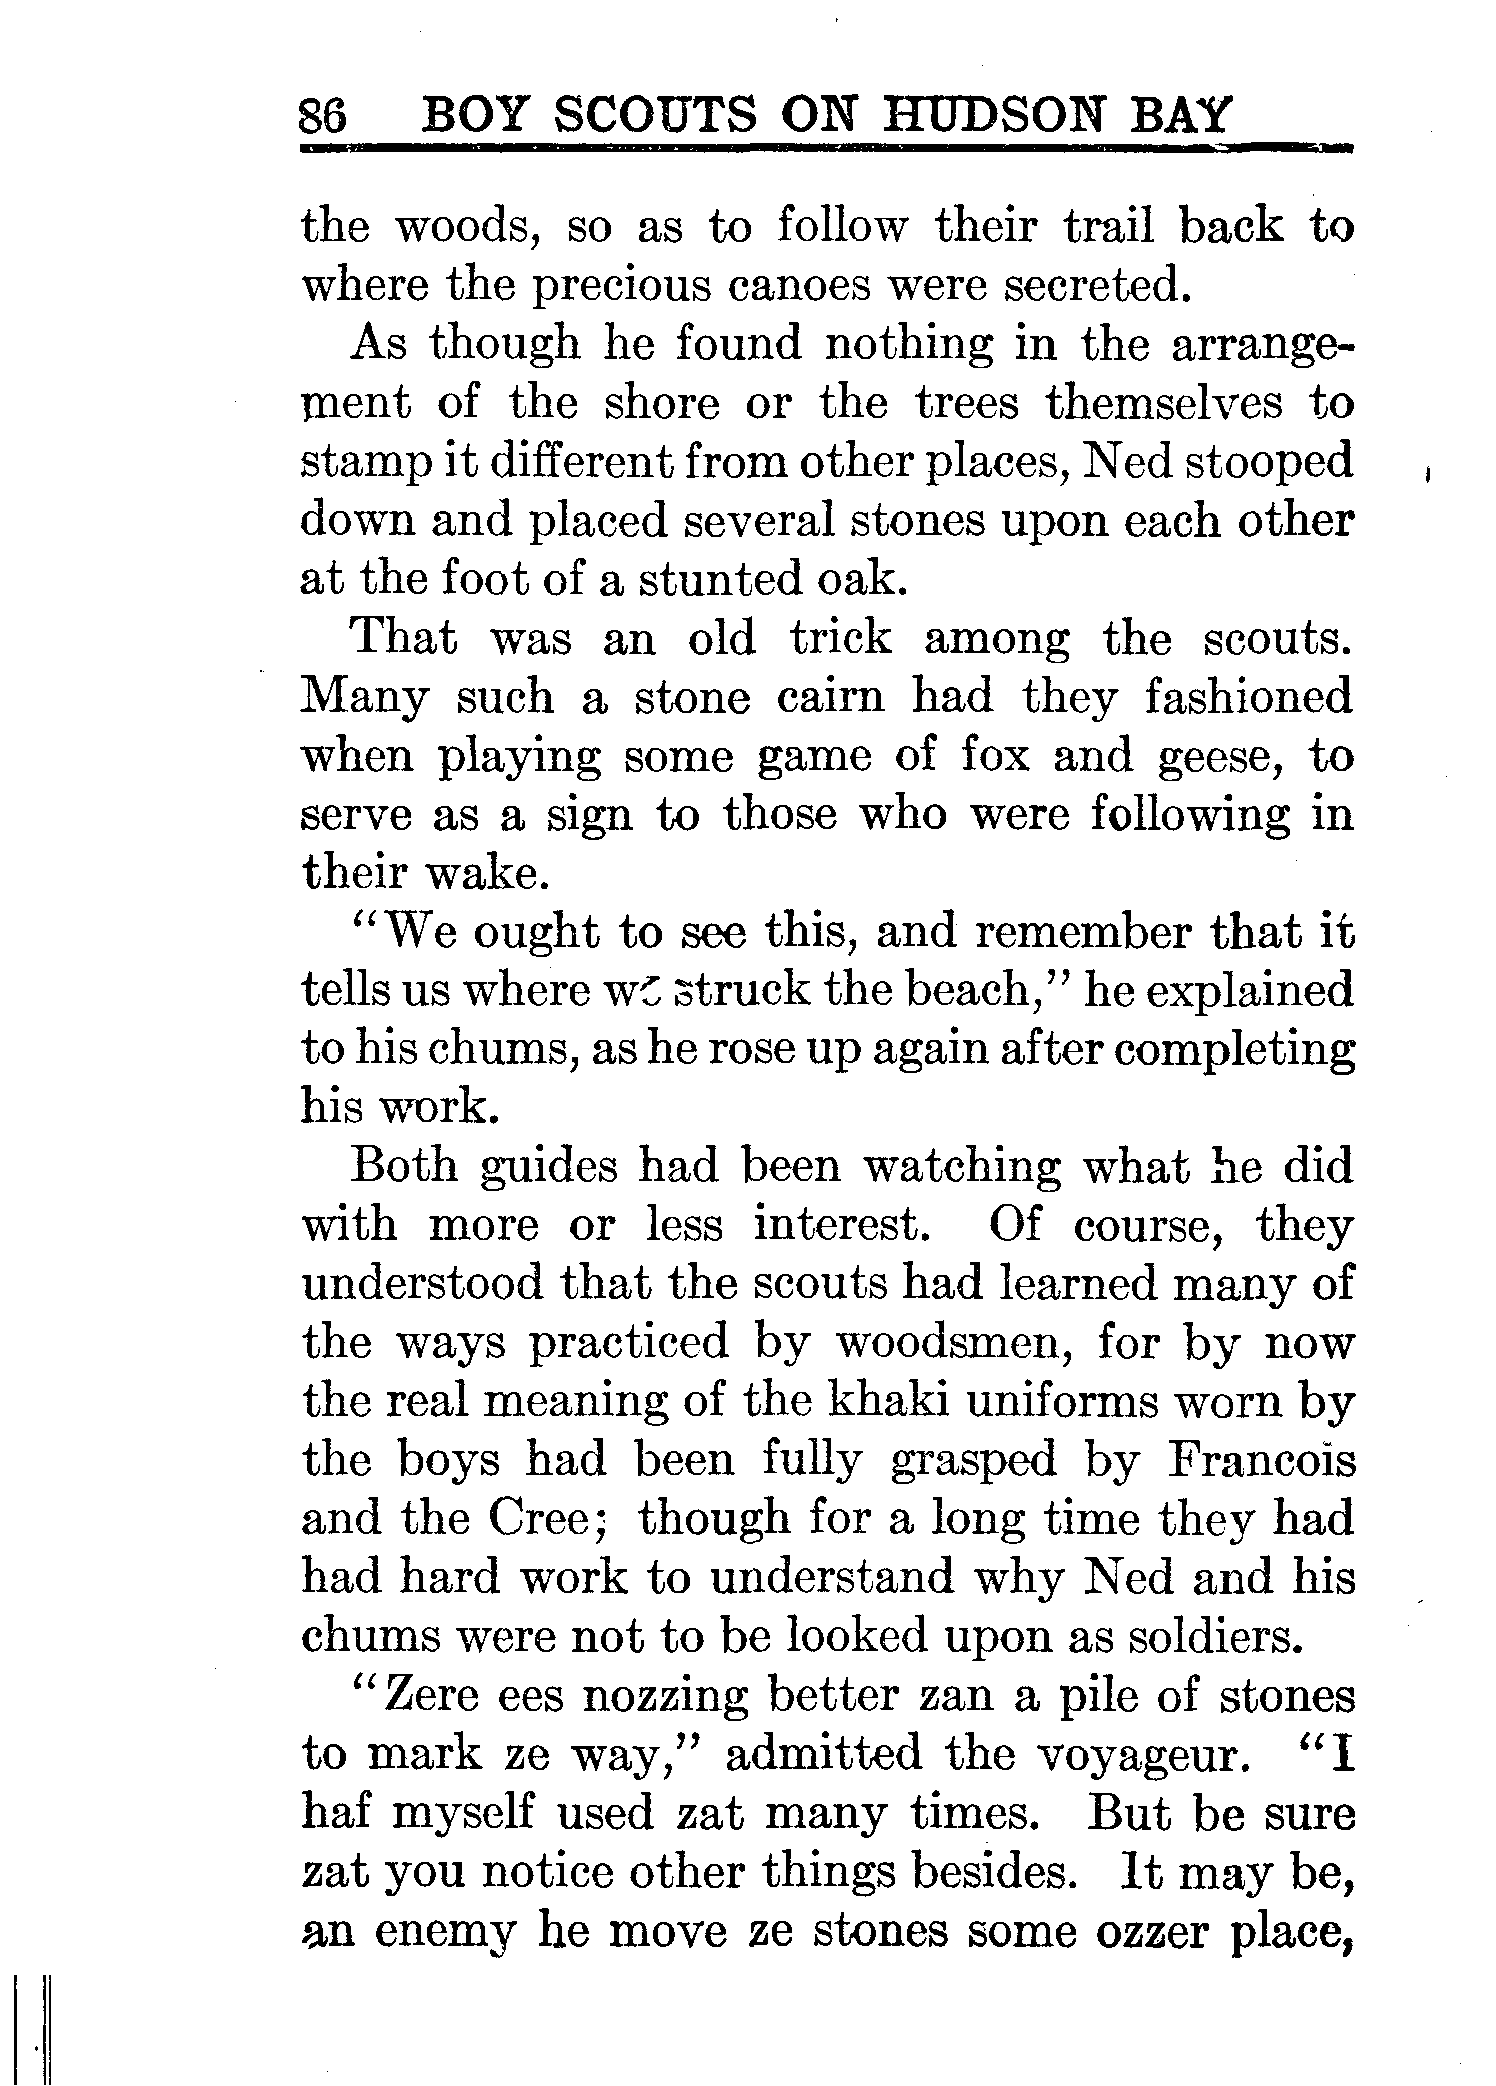 86 BOY SCOUTS ON HUDSON BAY
the woods, so as to follow their trail back to
where the precious canoes were secreted.
As though he found nothing in the arrange-
ment of the shore or the trees themselves to
stamp it different from other places, Ned stooped
down and placed several stones upon each other
at the foot of a stunted oak.
That was an old trick among the scouts.
Many such a stone cairn had they fashioned
when playing some game of fox and geese, to
serve as a sign to those who were following in
their wake.
“We ought to see this, and remember that it
tells us where we struck the beach,” he explained
to his chums, as he rose up again after completing
his work.
Both guides had been watching what he did
with more or less interest. Of course, they
understood that the scouts had learned many of
the ways practiced by woodsmen, for by now
the real meaning of the khaki uniforms worn by
the boys had been fully grasped by Francois
and the Cree; though for a long time they had
had hard work to understand why Ned and his
chums were not to be looked upon as soldiers.
“Zere ees nozzing better zan a pile of stones
to mark ze way,” admitted the voyageur. “I
haf myself used zat many times. But be sure
zat you notice other things besides. It may be,
an enemy he move ze stones some ozzer place,